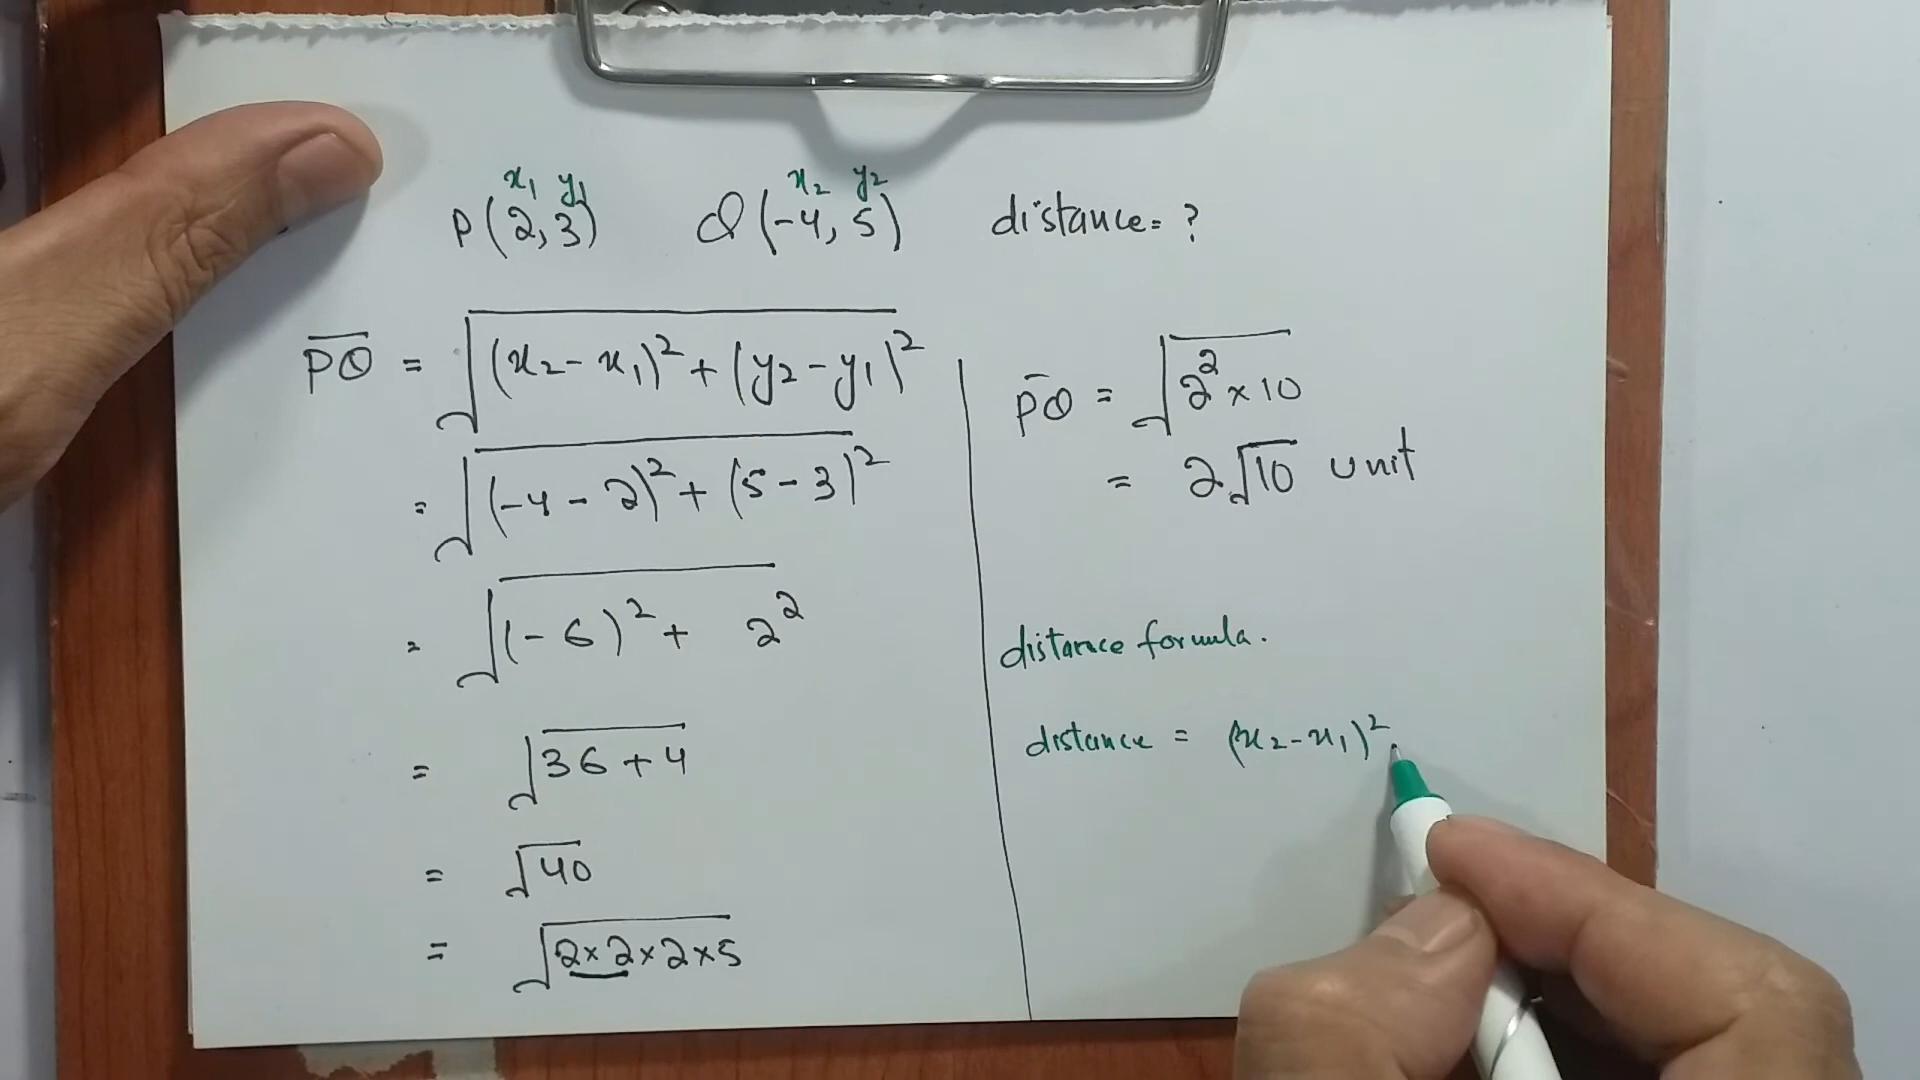 x₁ y₁ x₂ y₂
P(2,3) Q(-4, 5) distance = ?
P̅Q̅ = √((x₂ - x₁)² + (y₂ - y₁)²)
= √((-4 - 2)² + (5 - 3)²)
= √((-6)² + 2²)
= √(36 + 4)
= √40
= √(2×2×2×5)
P̅Q = √(2² × 10)
= 2√10 unit
distance formula.
distance = (x₂ - x₁)²